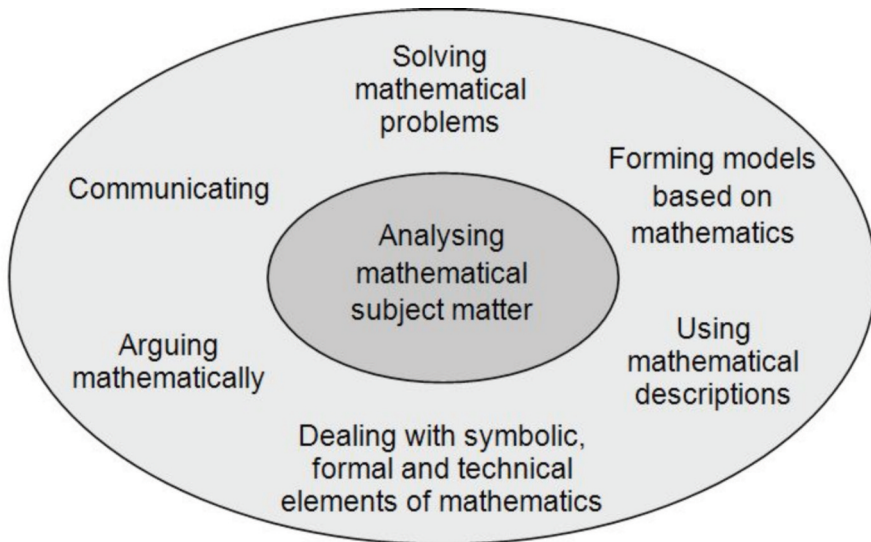 Solving
mathematical
problems
Forming models
based on
mathematics
Communicating
Analysing
mathematical
subject matter
Using
mathematical
descriptions
Arguing
mathematically
Dealing with symbolic,
formal and technical
elements of mathematics